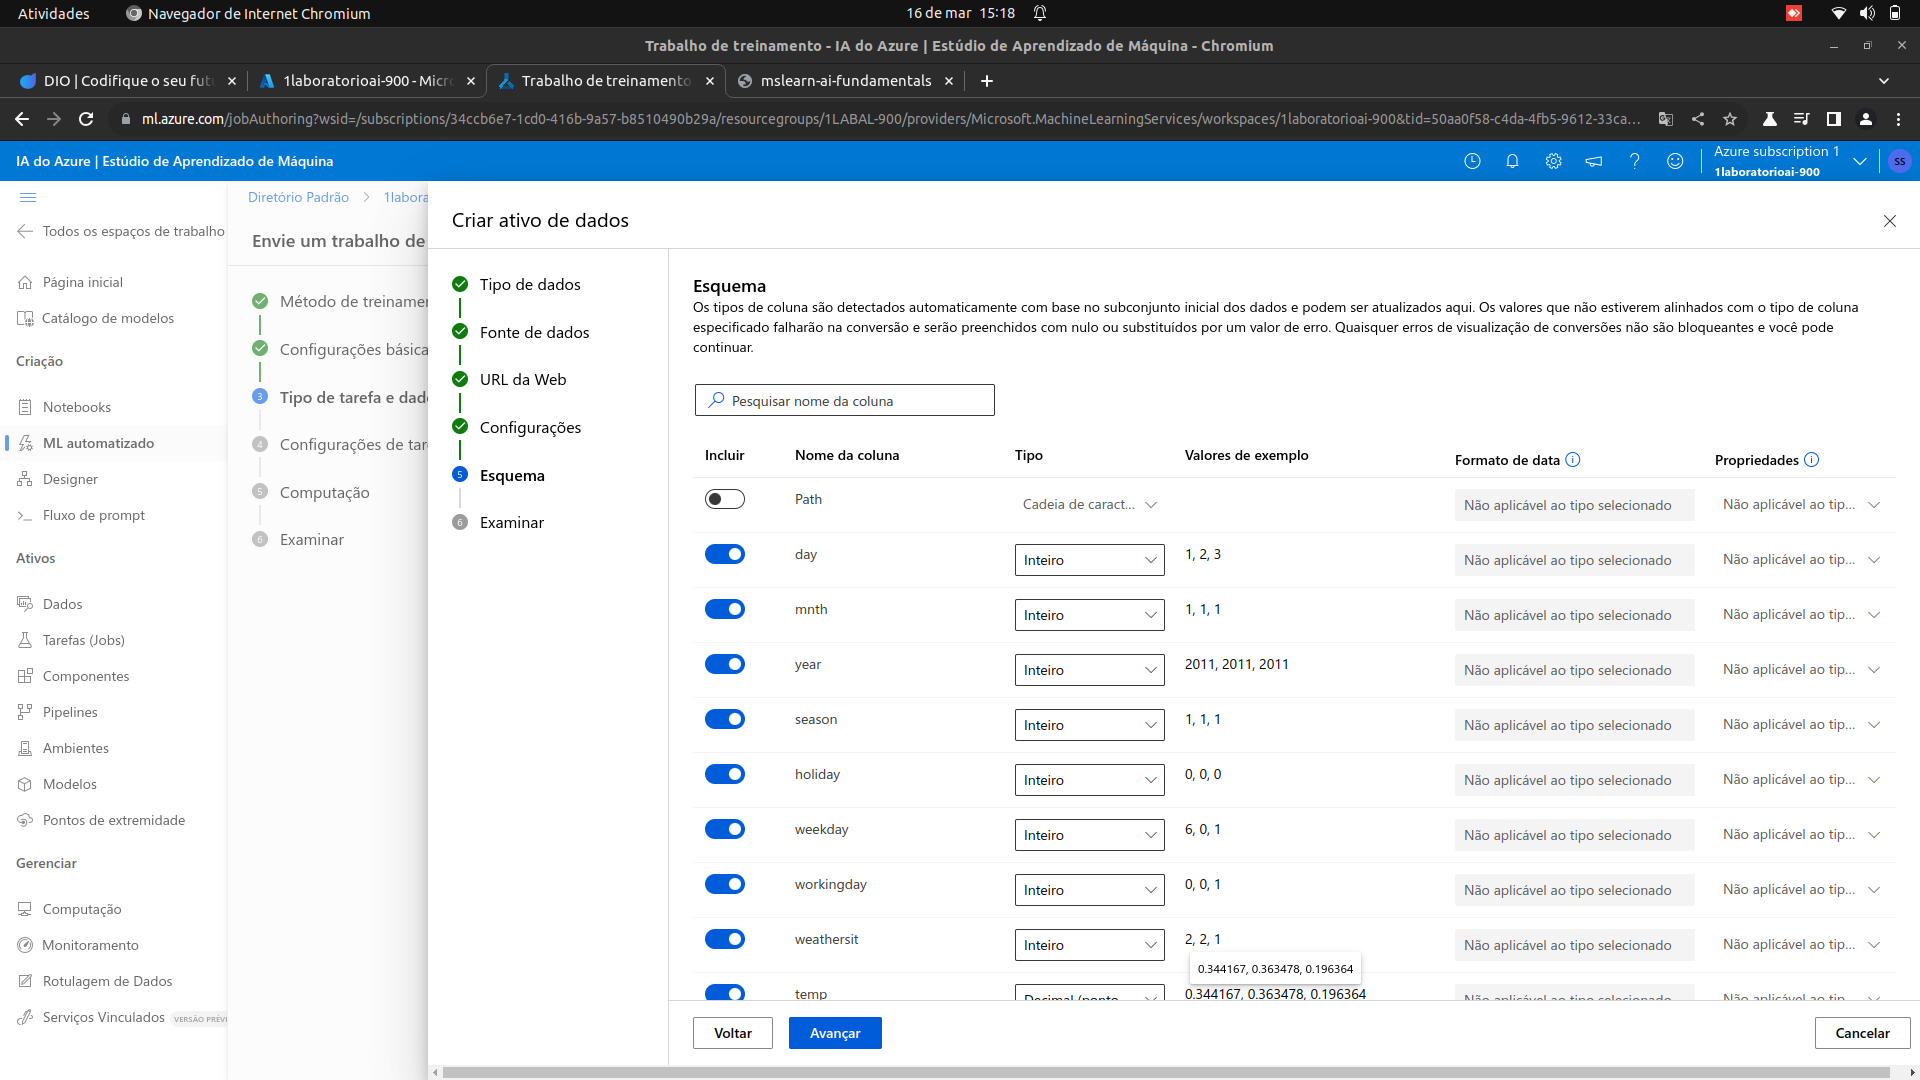 Atividades
Navegador de Internet Chromium
16 de mar 15:18
Trabalho de treinamento - IA do Azure | Estúdio de Aprendizado de Máquina - Chromium
DIO | Codifique o seu fut
1laboratorioai-900 - Micro
Trabalho de treinamento
mslearn-ai-fundamentals
ml.azure.com/jobAuthoring?wsid=/subscriptions/34ccb6e7-1cd0-416b-9a57-b8510490b29a/resourcegroups/1LABAL-900/providers/Microsoft.MachineLearningServices/workspaces/1laboratorioai-900&tid=50aa0f58-c4da-4fb5-9612-33ca...
IA do Azure | Estúdio de Aprendizado de Máquina
Azure subscription 1
1laboratorioai-900
SS
Todos os espaços de trabalho
Página inicial
Catálogo de modelos
Criação
Notebooks
ML automatizado
Designer
Fluxo de prompt
Ativos
Dados
Tarefas (Jobs)
Componentes
Pipelines
Ambientes
Modelos
Pontos de extremidade
Gerenciar
Computação
Monitoramento
Rotulagem de Dados
Serviços Vinculados VERSÃO PRÉVI
Diretório Padrão > 1labora
Envie um trabalho de
Método de treinamen
Configurações básica
3 Tipo de tarefa e dado
4 Configurações de tar
5 Computação
6 Examinar
Criar ativo de dados
Tipo de dados
Fonte de dados
URL da Web
Configurações
5 Esquema
6 Examinar
Esquema
Os tipos de coluna são detectados automaticamente com base no subconjunto inicial dos dados e podem ser atualizados aqui. Os valores que não estiverem alinhados com o tipo de coluna
especificado falharão na conversão e serão preenchidos com nulo ou substituídos por um valor de erro. Quaisquer erros de visualização de conversões não são bloqueantes e você pode
continuar.
Pesquisar nome da coluna
Incluir Nome da coluna Tipo Valores de exemplo Formato de data Propriedades
Path Cadeia de caract... Não aplicável ao tipo selecionado Não aplicável ao tip...
day Inteiro 1, 2, 3 Não aplicável ao tipo selecionado Não aplicável ao tip...
mnth Inteiro 1, 1, 1 Não aplicável ao tipo selecionado Não aplicável ao tip...
year Inteiro 2011, 2011, 2011 Não aplicável ao tipo selecionado Não aplicável ao tip...
season Inteiro 1, 1, 1 Não aplicável ao tipo selecionado Não aplicável ao tip...
holiday Inteiro 0, 0, 0 Não aplicável ao tipo selecionado Não aplicável ao tip...
weekday Inteiro 6, 0, 1 Não aplicável ao tipo selecionado Não aplicável ao tip...
workingday Inteiro 0, 0, 1 Não aplicável ao tipo selecionado Não aplicável ao tip...
weathersit Inteiro 2, 2, 1 Não aplicável ao tipo selecionado Não aplicável ao tip...
0.344167, 0.363478, 0.196364
temp Decimal (ponto... 0.344167, 0.363478, 0.196364 Não aplicável ao tipo selecionado Não aplicável ao tip...
Voltar
Avançar
Cancelar